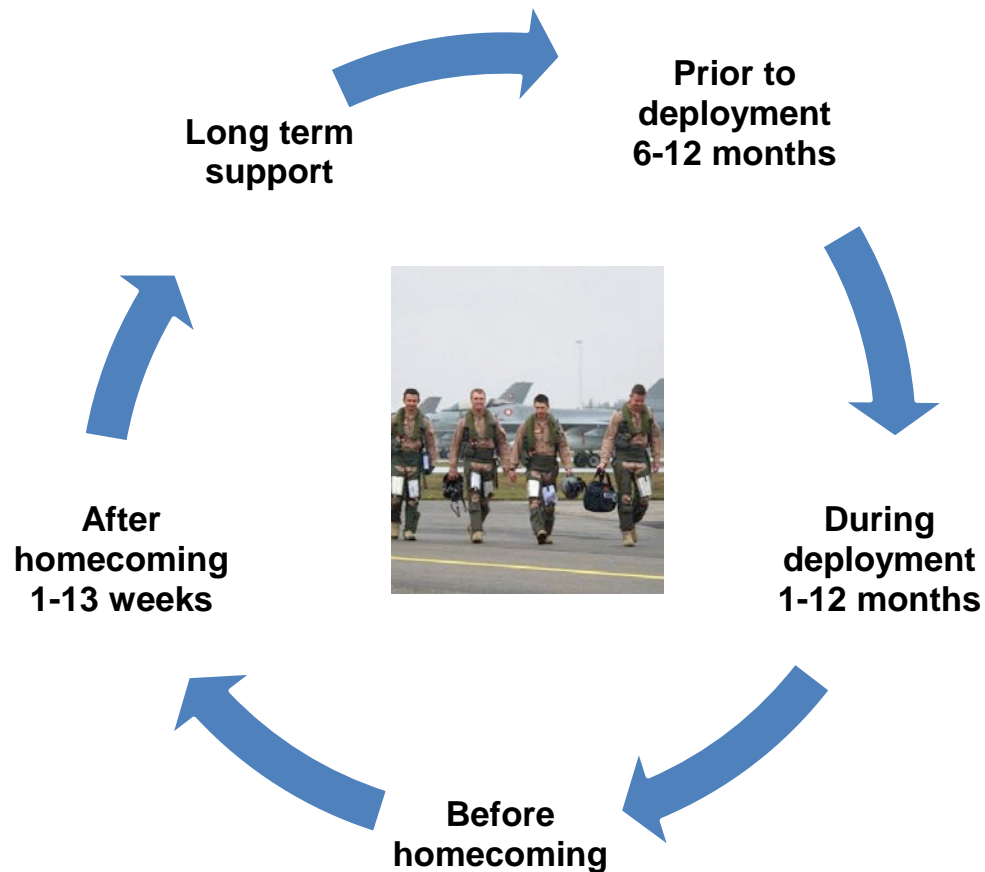 Prior to
deployment
6-12 months
During
deployment
1-12 months
Before
homecoming
After
homecoming
1-13 weeks
Long term
support